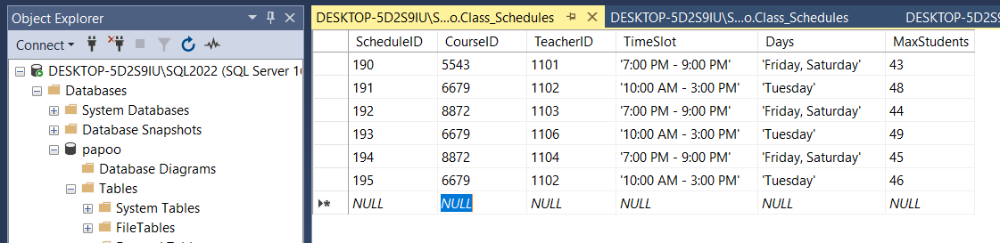 Object Explorer
Connect
DESKTOP-5D2S9IU\SQL2022 (SQL Server 1
Databases
System Databases
Database Snapshots
papoo
Database Diagrams
Tables
System Tables
FileTables
DESKTOP-5D2S9IU\S...o.Class_Schedules DESKTOP-5D2S9IU\S...o.Class_Schedules DESKTOP-5D2S9
ScheduleID CourseID TeacherID TimeSlot Days MaxStudents
190 5543 1101 '7:00 PM - 9:00 PM' 'Friday, Saturday' 43
191 6679 1102 '10:00 AM - 3:00 PM' 'Tuesday' 48
192 8872 1103 '7:00 PM - 9:00 PM' 'Friday, Saturday' 44
193 6679 1106 '10:00 AM - 3:00 PM' 'Tuesday' 49
194 8872 1104 '7:00 PM - 9:00 PM' 'Friday, Saturday' 45
195 6679 1102 '10:00 AM - 3:00 PM' 'Tuesday' 46
NULL NULL NULL NULL NULL NULL